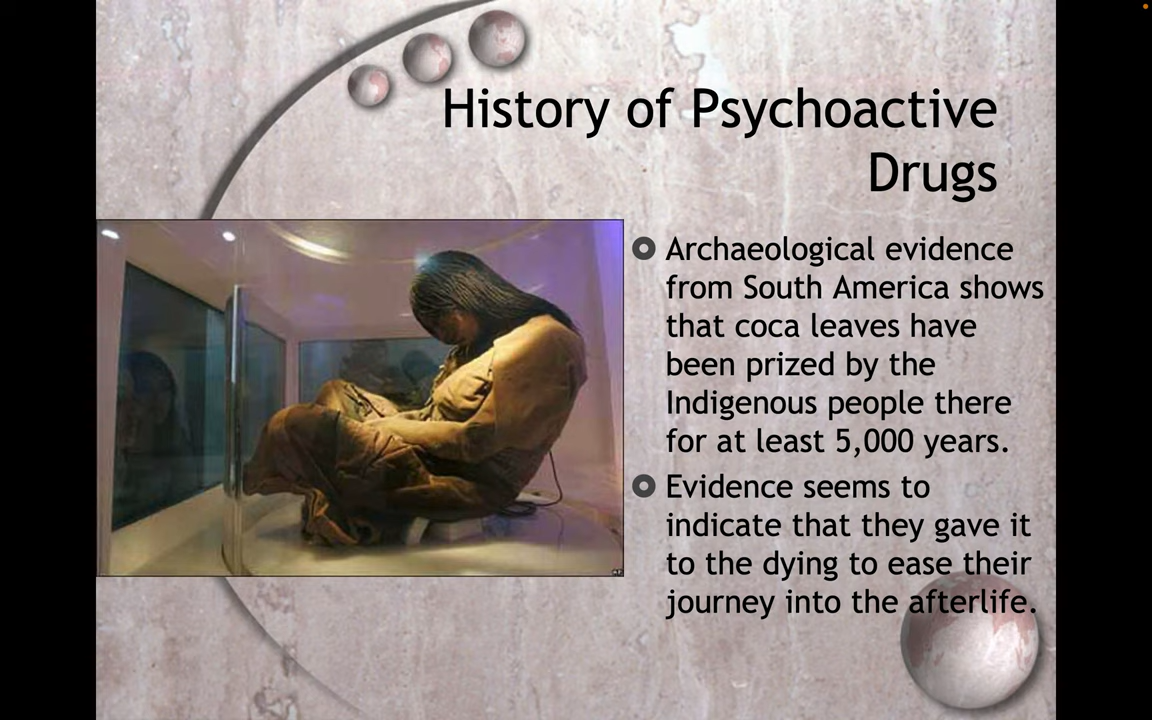 History of Psychoactive
Drugs
Archaeological evidence
from South America shows
that coca leaves have
been prized by the
Indigenous people there
for at least 5,000 years.
Evidence seems to
indicate that they gave it
to the dying to ease their
journey into the afterlife.